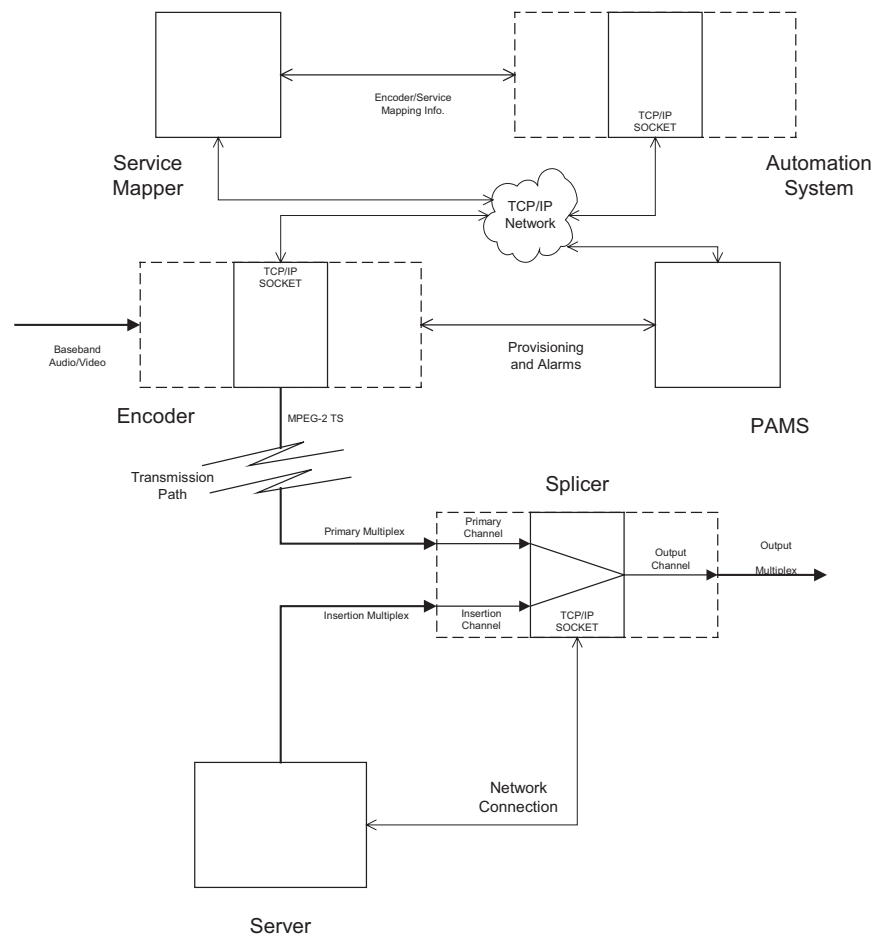 Encoder/Service
Mapping Info.
TCP/IP
SOCKET
Service
Mapper
Automation
System
TCP/IP
Network
TCP/IP
SOCKET
Baseband
Audio/Video
Provisioning
and Alarms
Encoder
MPEG-2 TS
PAMS
Transmission
Path
Splicer
Primary Multiplex
Primary
Channel
Output
Channel
Output
Multiplex
Insertion Multiplex
Insertion
Channel
TCP/IP
SOCKET
Network
Connection
Server